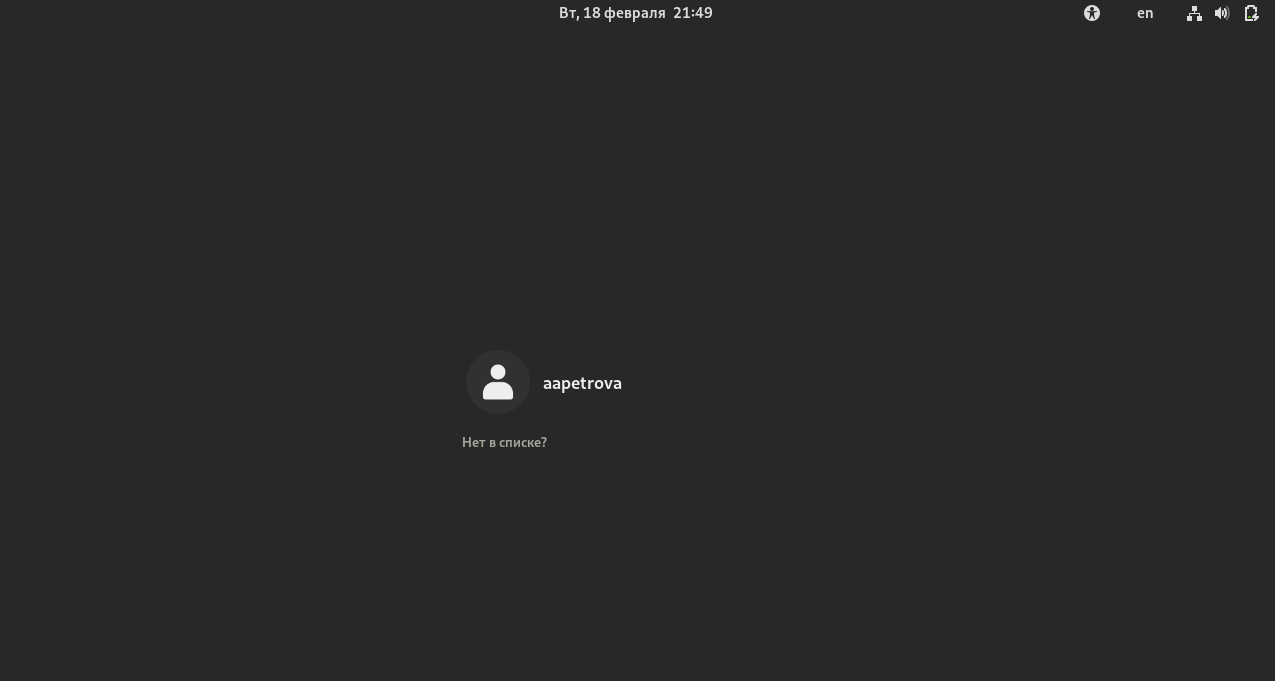 Вт, 18 февраля 21:49
en
aapetrova
Нет в списке?